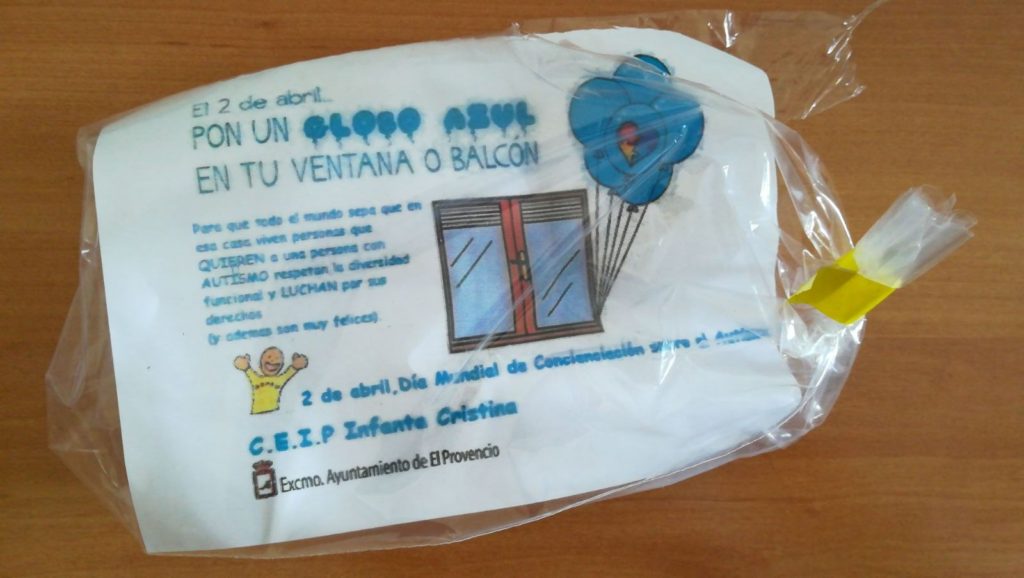 El 2 de abril...
PON UN GLOBO AZUL
EN TU VENTANA O BALCÓN
Para que todo el mundo sepa que en
esa casa viven personas que
QUIEREN a una persona con
AUTISMO respetan la diversidad
funcional y LUCHAN por sus
derechos
(y ademas son muy felices)
2 de abril, Día Mundial de Concienciación sobre el
C.E.I.P Infanta Cristina
Excmo. Ayuntamiento de El Provencio